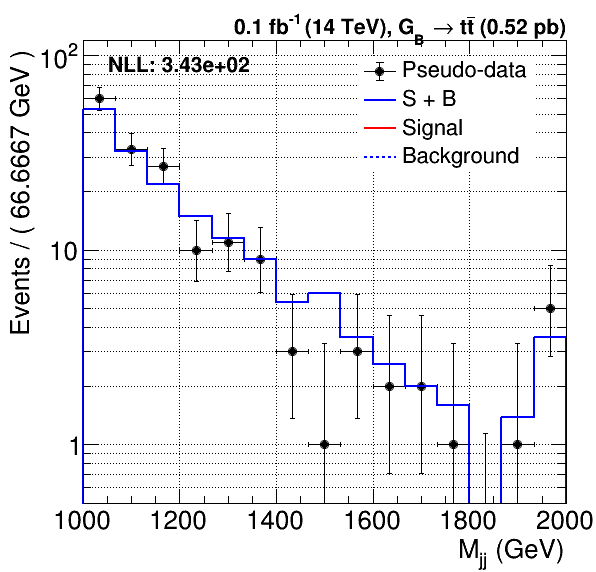 0.1 fb⁻¹ (14 TeV), G_B → tt̄ (0.52 pb)
NLL: 3.43e+02
Pseudo-data
S + B
Signal
Background
Events / ( 66.6667 GeV )
10²
10
1
1000 1200 1400 1600 1800 2000
M_jj (GeV)